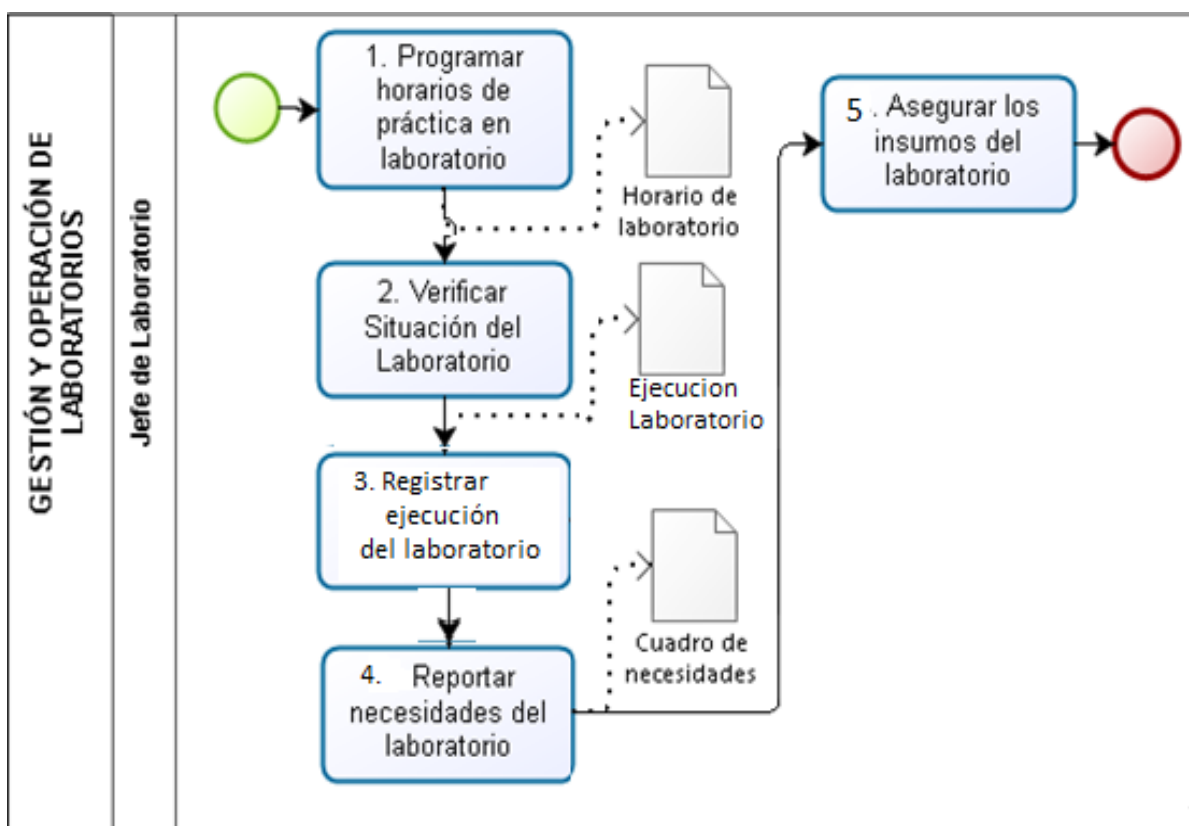 GESTIÓN Y OPERACIÓN DE
LABORATORIOS
Jefe de Laboratorio
1. Programar
horarios de
práctica en
laboratorio
Horario de
laboratorio
2. Verificar
Situación del
Laboratorio
Ejecucion
Laboratorio
3. Registrar
ejecución
del laboratorio
4. Reportar
necesidades del
laboratorio
Cuadro de
necesidades
5 . Asegurar los
insumos del
laboratorio